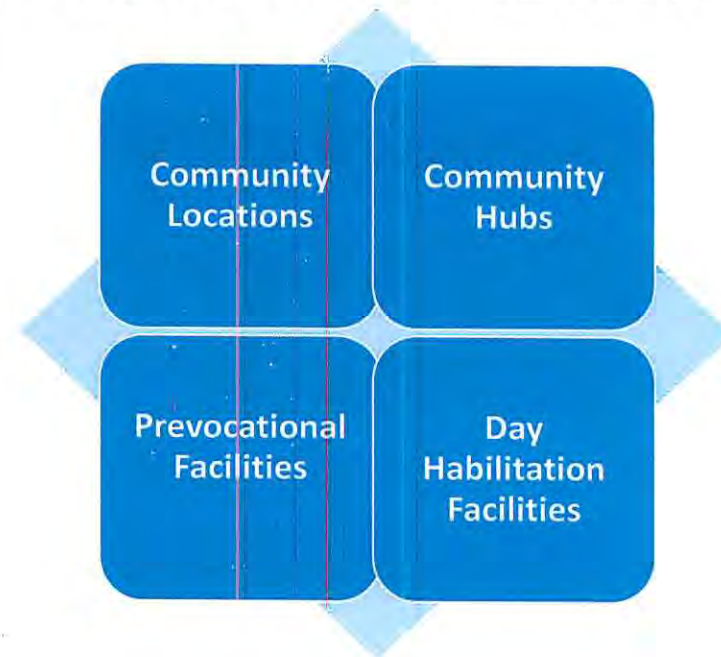 Community
Locations
Community
Hubs
Prevocational
Facilities
Day
Habilitation
Facilities